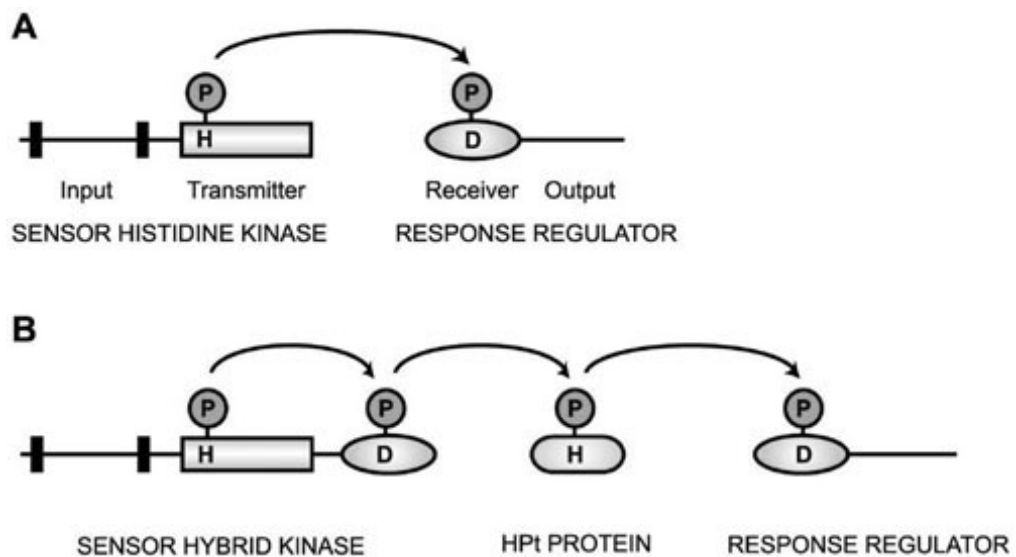 A
P P
H D
Input Transmitter Receiver Output
SENSOR HISTIDINE KINASE RESPONSE REGULATOR
B
P P P P
H D H D
SENSOR HYBRID KINASE HPt PROTEIN RESPONSE REGULATOR